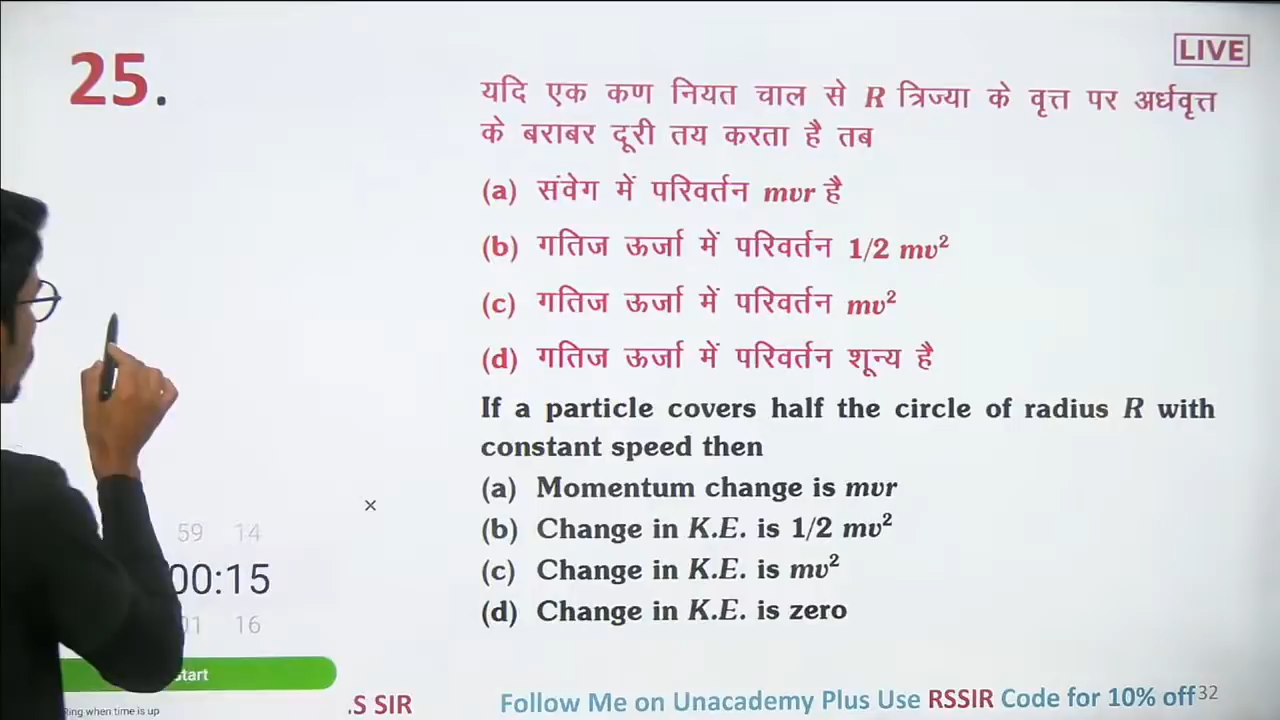 25.
LIVE
यदि एक कण नियत चाल से R त्रिज्या के वृत्त पर अर्धवृत्त
के बराबर दूरी तय करता है तब
(a) संवेग में परिवर्तन mvr है
(b) गतिज ऊर्जा में परिवर्तन 1/2 mv²
(c) गतिज ऊर्जा में परिवर्तन mv²
(d) गतिज ऊर्जा में परिवर्तन शून्य है
If a particle covers half the circle of radius R with
constant speed then
(a) Momentum change is mvr
(b) Change in K.E. is 1/2 mv²
(c) Change in K.E. is mv²
(d) Change in K.E. is zero
×
59 14
00:15
01 16
Start
Ring when time is up
.S SIR
Follow Me on Unacademy Plus Use RSSIR Code for 10% off
32